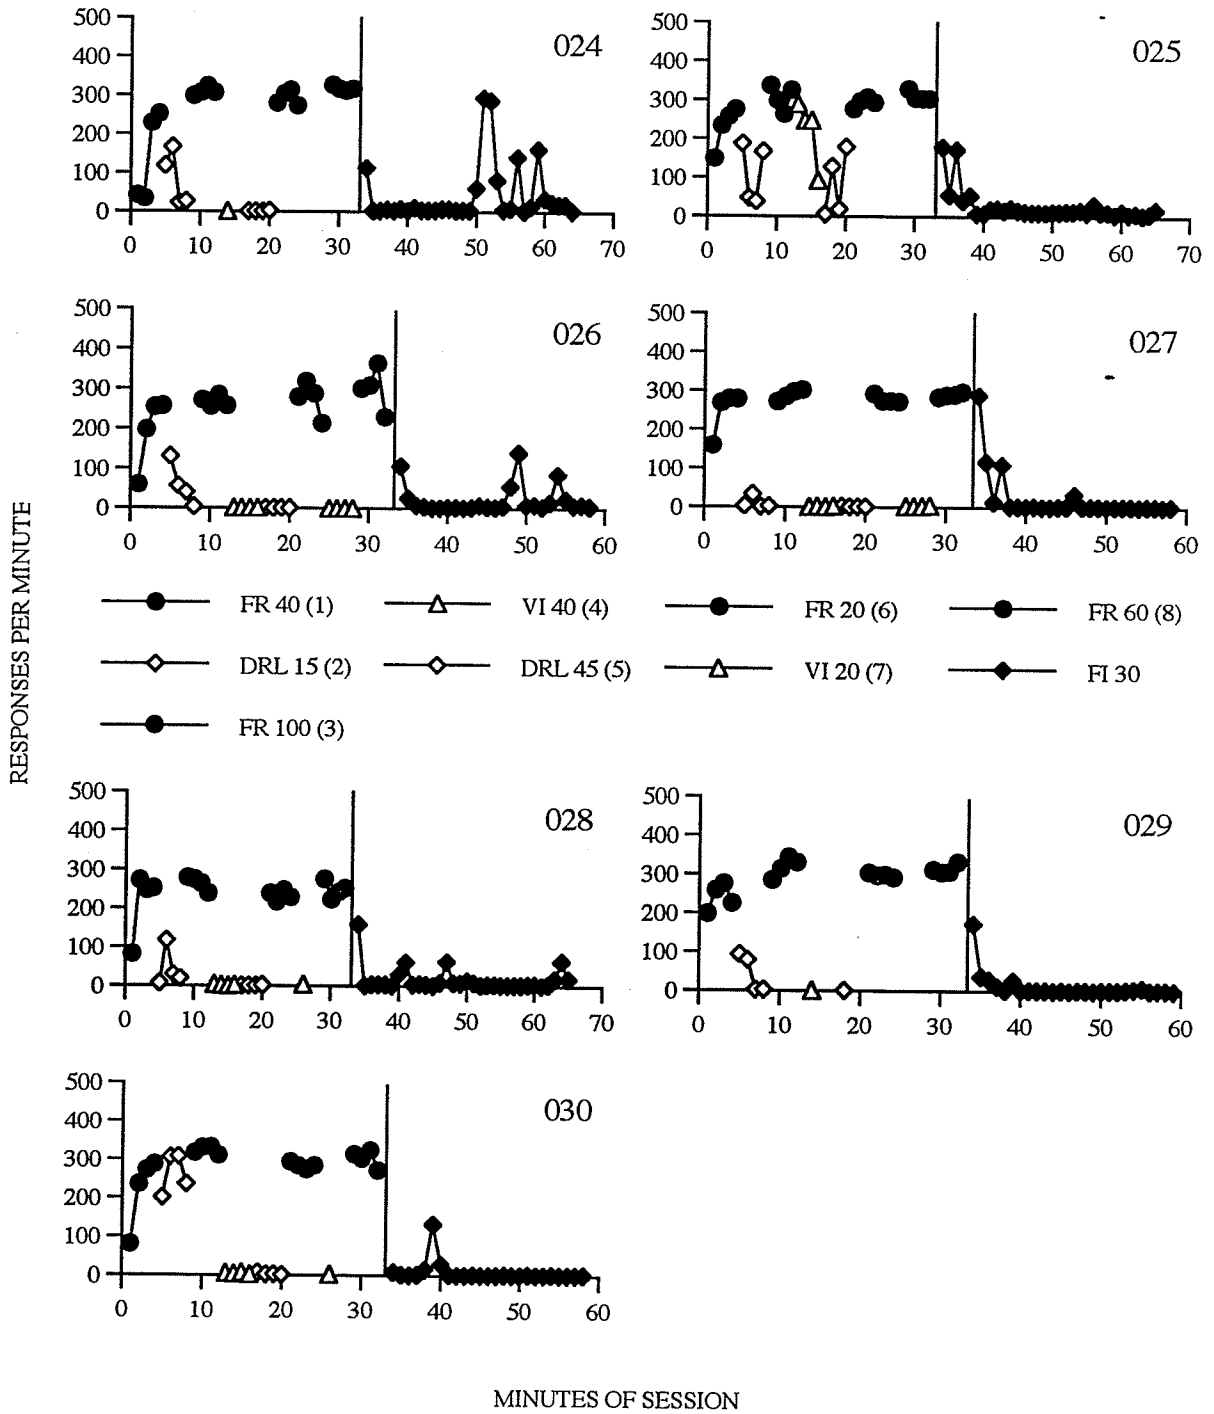 500
400
300
200
100
0
0 10 20 30 40 50 60 70
024
500
400
300
200
100
0
0 10 20 30 40 50 60 70
025
500
400
300
200
100
0
0 10 20 30 40 50 60
026
500
400
300
200
100
0
0 10 20 30 40 50 60
027
RESPONSES PER MINUTE
FR 40 (1)
VI 40 (4)
FR 20 (6)
FR 60 (8)
DRL 15 (2)
DRL 45 (5)
VI 20 (7)
FI 30
FR 100 (3)
500
400
300
200
100
0
0 10 20 30 40 50 60 70
028
500
400
300
200
100
0
0 10 20 30 40 50 60
029
500
400
300
200
100
0
0 10 20 30 40 50 60
030
MINUTES OF SESSION